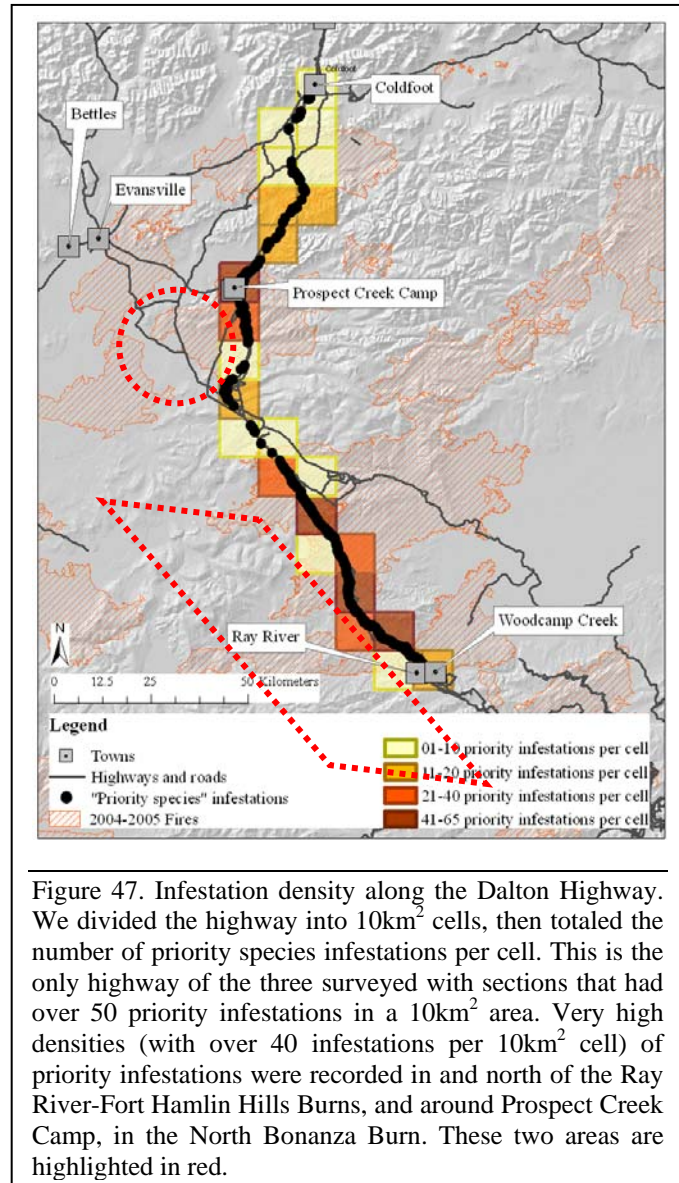 Coldfoot
Coldfoot
Bettles
Evansville
Prospect Creek Camp
Woodcamp Creek
Ray River
N
0 12.5 25 50 Kilometers
Legend
Towns
Highways and roads
"Priority species" infestations
2004-2005 Fires
01-10 priority infestations per cell
11-20 priority infestations per cell
21-40 priority infestations per cell
41-65 priority infestations per cell
Figure 47. Infestation density along the Dalton Highway.
We divided the highway into 10km² cells, then totaled the
number of priority species infestations per cell. This is the
only highway of the three surveyed with sections that had
over 50 priority infestations in a 10km² area. Very high
densities (with over 40 infestations per 10km² cell) of
priority infestations were recorded in and north of the Ray
River-Fort Hamlin Hills Burns, and around Prospect Creek
Camp, in the North Bonanza Burn. These two areas are
highlighted in red.